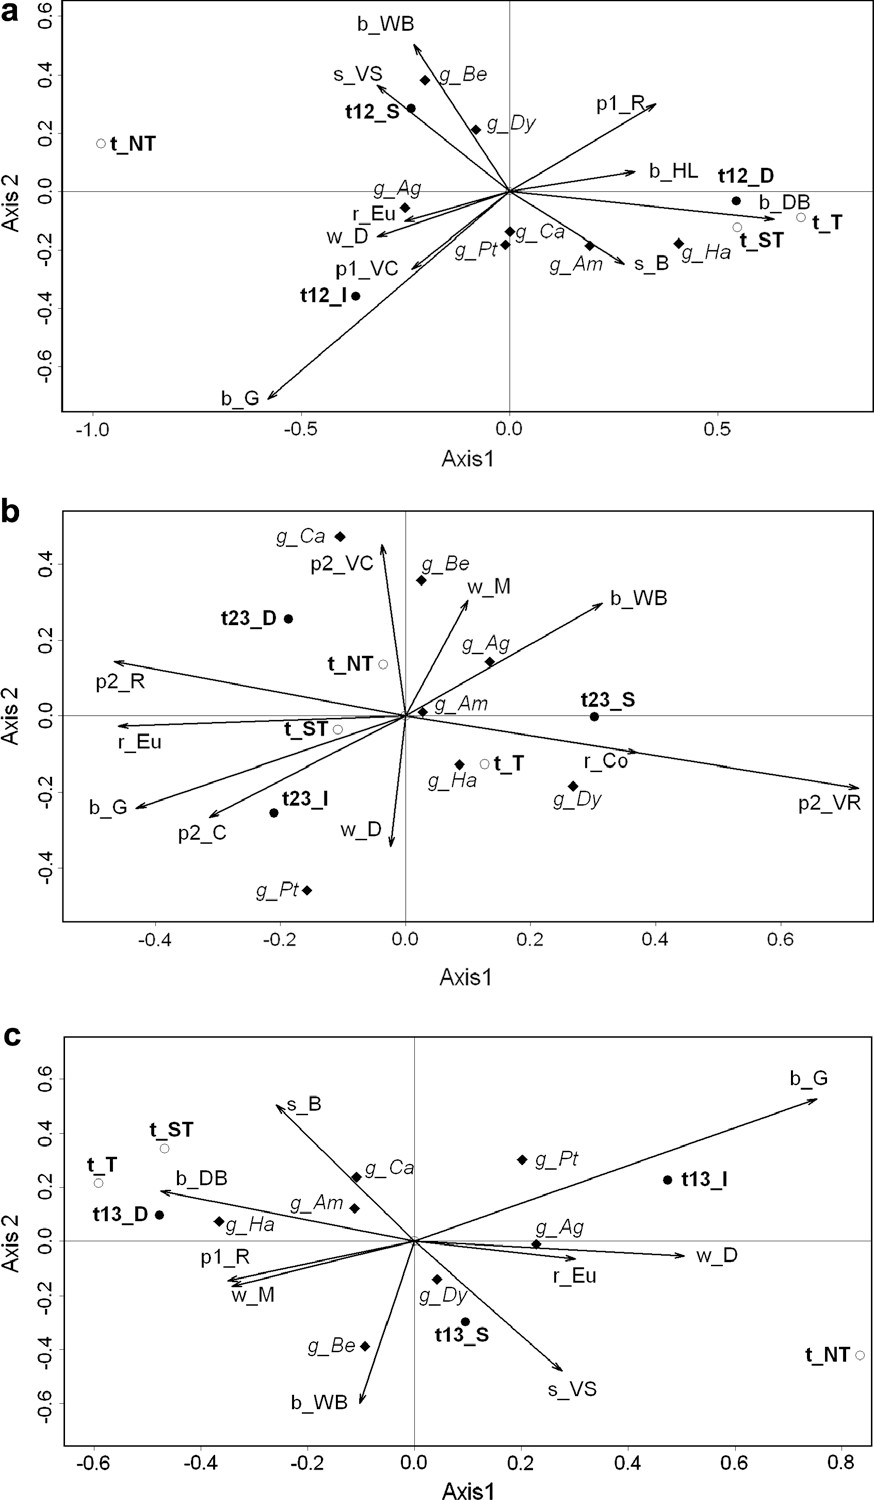 a
0.6
b_WB
s_VS
g_Be
0.4
t12_S
p1_R
g_Dy
0.2
t_NT
b_HL
t12_D
Axis 2
0.0
g_Ag
b_DB
r_Eu
t_T
w_D
g_Ca
t_ST
-0.2
g_Pt
g_Am
s_B
g_Ha
p1_VC
t12_I
-0.4
-0.6
b_G
-1.0
-0.5
0.0
0.5
Axis1
b
g_Ca
p2_VC
g_Be
0.4
w_M
b_WB
t23_D
0.2
g_Ag
t_NT
p2_R
g_Am
t23_S
Axis 2
0.0
t_ST
r_Eu
r_Co
t_T
g_Ha
-0.2
t23_I
g_Dy
p2_VR
b_G
p2_C
w_D
-0.4
g_Pt
-0.4
-0.2
0.0
0.2
0.4
0.6
Axis1
c
0.6
b_G
s_B
0.4
t_ST
t_T
g_Ca
g_Pt
b_DB
t13_I
0.2
g_Am
t13_D
g_Ha
g_Ag
Axis 2
0.0
p1_R
w_D
r_Eu
w_M
-0.2
g_Dy
t13_S
g_Be
t_NT
-0.4
s_VS
b_WB
-0.6
-0.6
-0.4
-0.2
0.0
0.2
0.4
0.6
0.8
Axis1